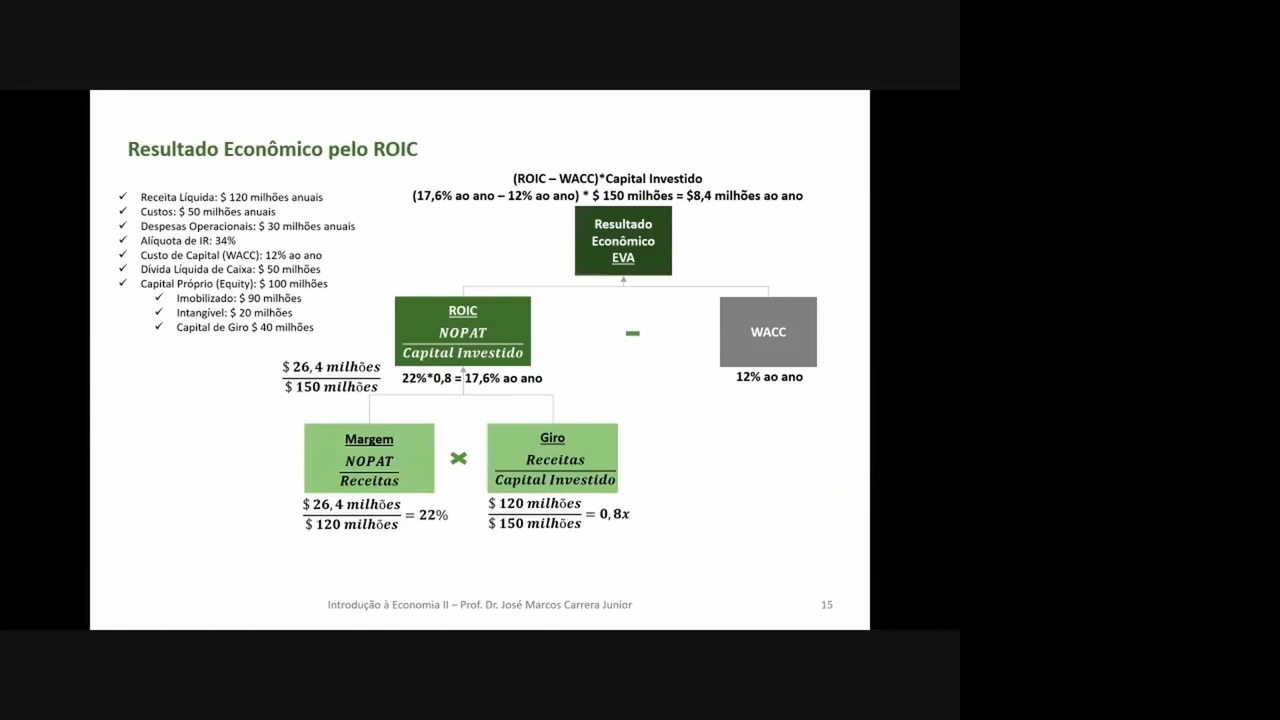 Resultado Econômico pelo ROIC
(ROIC – WACC)*Capital Investido
(17,6% ao ano – 12% ao ano) * $ 150 milhões = $8,4 milhões ao ano
✓ Receita Líquida: $ 120 milhões anuais
✓ Custos: $ 50 milhões anuais
✓ Despesas Operacionais: $ 30 milhões anuais
✓ Alíquota de IR: 34%
✓ Custo de Capital (WACC): 12% ao ano
✓ Dívida Líquida de Caixa: $ 50 milhões
✓ Capital Próprio (Equity): $ 100 milhões
✓ Imobilizado: $ 90 milhões
✓ Intangível: $ 20 milhões
✓ Capital de Giro $ 40 milhões
Resultado
Econômico
EVA
ROIC
NOPAT
Capital Investido
–
WACC
$ 26,4 milhões
$ 150 milhões
22%*0,8 = 17,6% ao ano
12% ao ano
Margem
NOPAT
Receitas
×
Giro
Receitas
Capital Investido
$ 26,4 milhões
$ 120 milhões
= 22%
$ 120 milhões
$ 150 milhões
= 0,8x
Introdução à Economia II – Prof. Dr. José Marcos Carrera Junior
15